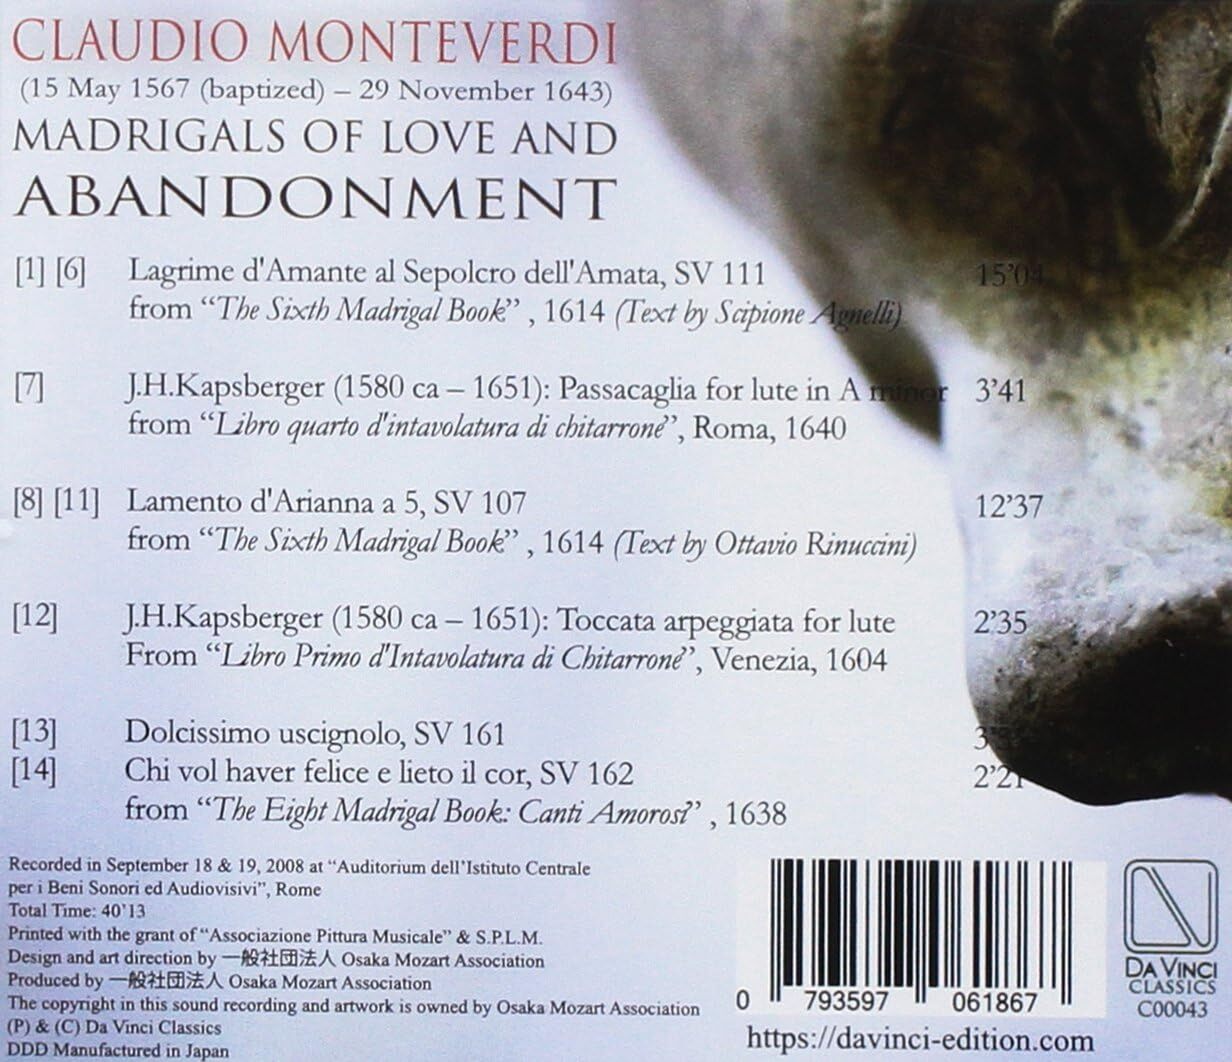 CLAUDIO MONTEVERDI
(15 May 1567 (baptized) – 29 November 1643)
MADRIGALS OF LOVE AND
ABANDONMENT
[1] [6] Lagrime d'Amante al Sepolcro dell'Amata, SV 111 15’04
from “The Sixth Madrigal Book” , 1614 (Text by Scipione Agnelli)
[7] J.H.Kapsberger (1580 ca – 1651): Passacaglia for lute in A minor 3’41
from “Libro quarto d'intavolatura di chitarrone”, Roma, 1640
[8] [11] Lamento d'Arianna a 5, SV 107 12’37
from “The Sixth Madrigal Book” , 1614 (Text by Ottavio Rinuccini)
[12] J.H.Kapsberger (1580 ca – 1651): Toccata arpeggiata for lute 2’35
From “Libro Primo d'Intavolatura di Chitarrone”, Venezia, 1604
[13] Dolcissimo uscignolo, SV 161
[14] Chi vol haver felice e lieto il cor, SV 162 2’21
from “The Eight Madrigal Book: Canti Amorosi” , 1638
Recorded in September 18 & 19, 2008 at “Auditorium dell’Istituto Centrale
per i Beni Sonori ed Audiovisivi”, Rome
Total Time: 40’13
Printed with the grant of “Associazione Pittura Musicale” & S.P.L.M.
Design and art direction by 一般社団法人 Osaka Mozart Association
Produced by 一般社団法人 Osaka Mozart Association
The copyright in this sound recording and artwork is owned by Osaka Mozart Association
(P) & (C) Da Vinci Classics
DDD Manufactured in Japan
0 793597 061867
https://davinci-edition.com
DA VINCI
CLASSICS
C00043